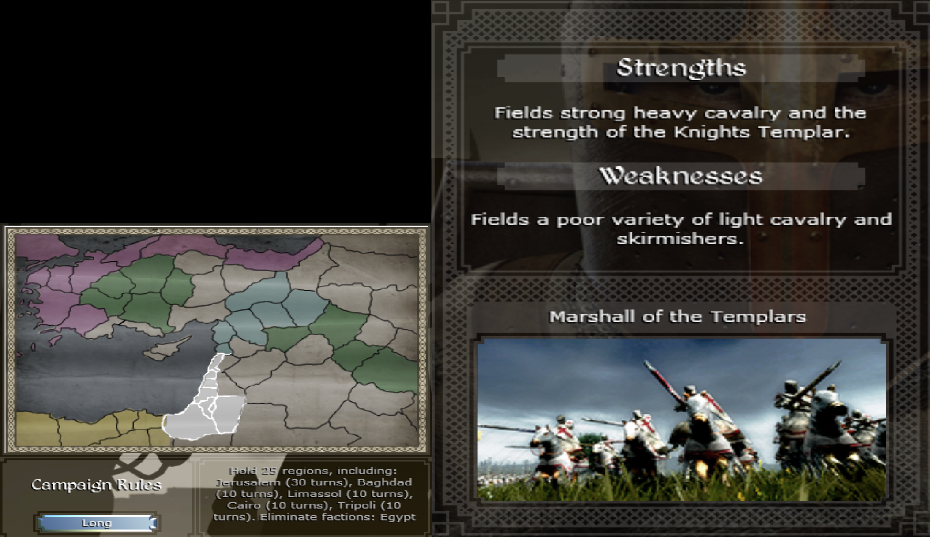 Strengths
Fields strong heavy cavalry and the
strength of the Knights Templar.
Weaknesses
Fields a poor variety of light cavalry and
skirmishers.
Marshall of the Templars
Campaign Rules
Long
Hold 25 regions, including:
Jerusalem (30 turns), Baghdad
(10 turns), Limassol (10 turns),
Cairo (10 turns), Tripoli (10
turns). Eliminate factions: Egypt